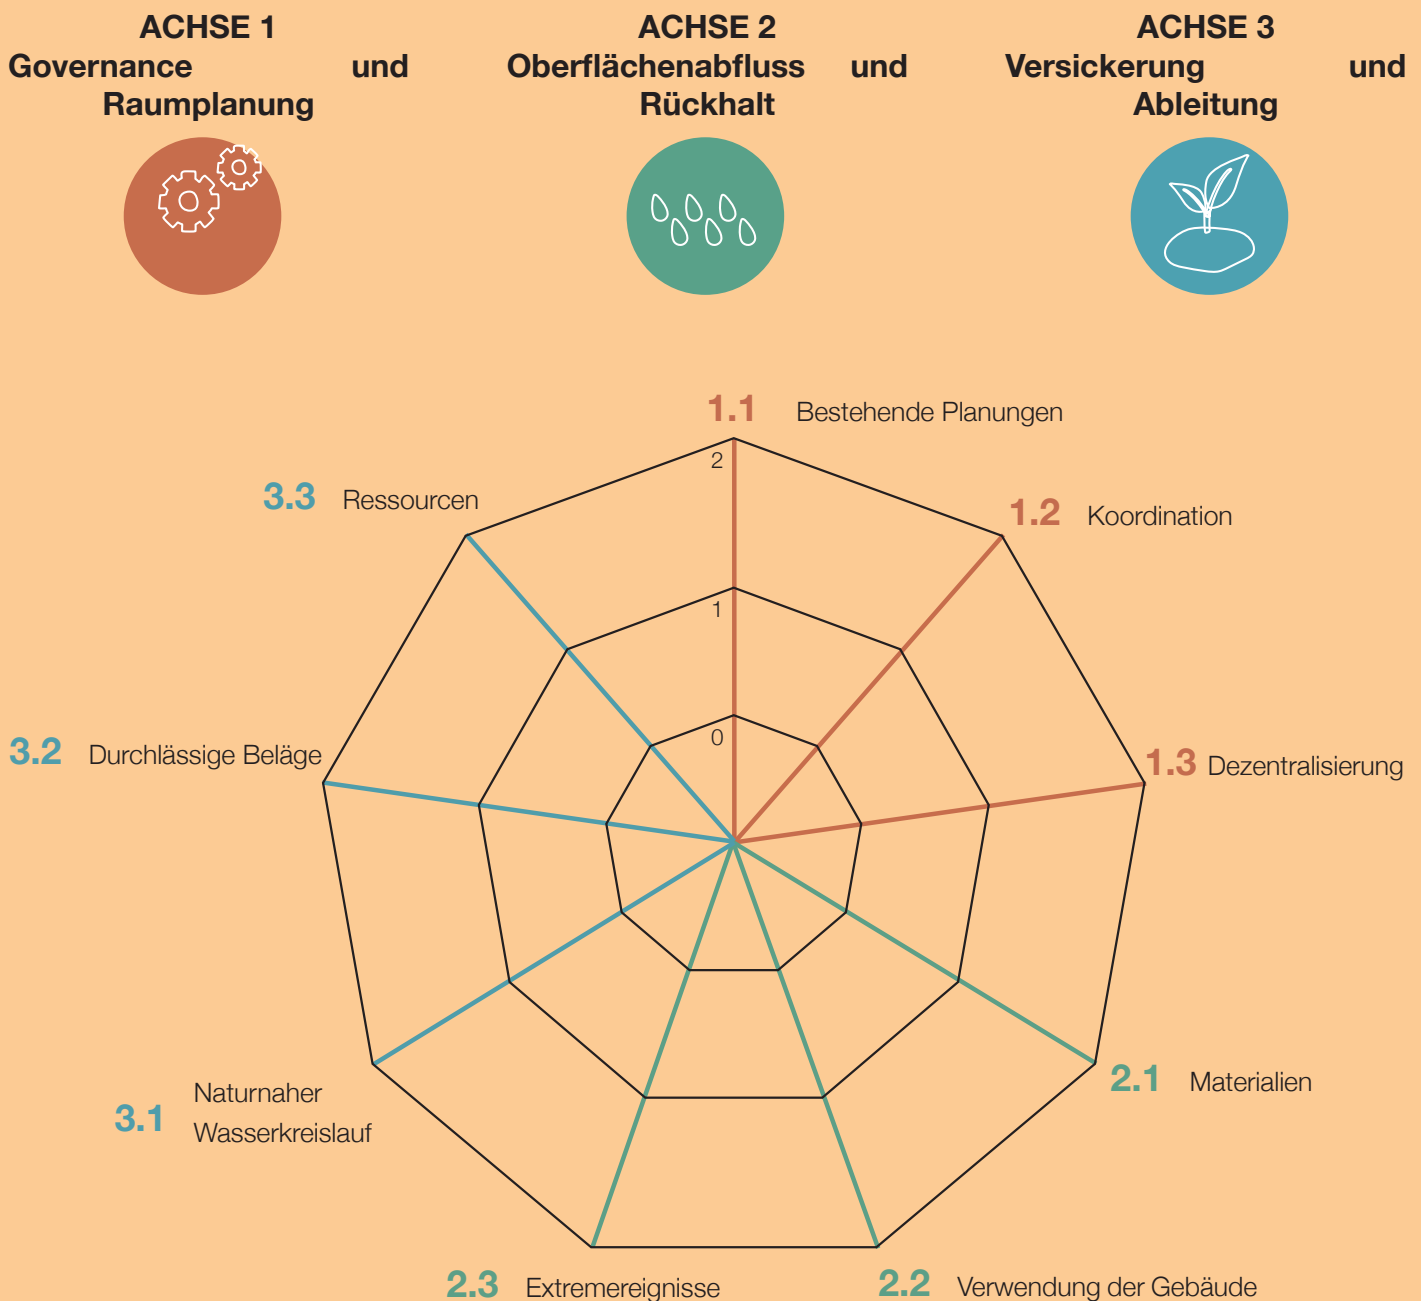 ACHSE 1
Governance und
Raumplanung
ACHSE 2
Oberflächenabfluss und
Rückhalt
ACHSE 3
Versickerung und
Ableitung
1.1 Bestehende Planungen
2
3.3 Ressourcen
1.2 Koordination
1
0
3.2 Durchlässige Beläge
1.3 Dezentralisierung
2.1 Materialien
3.1 Naturnaher
Wasserkreislauf
2.3 Extremereignisse
2.2 Verwendung der Gebäude